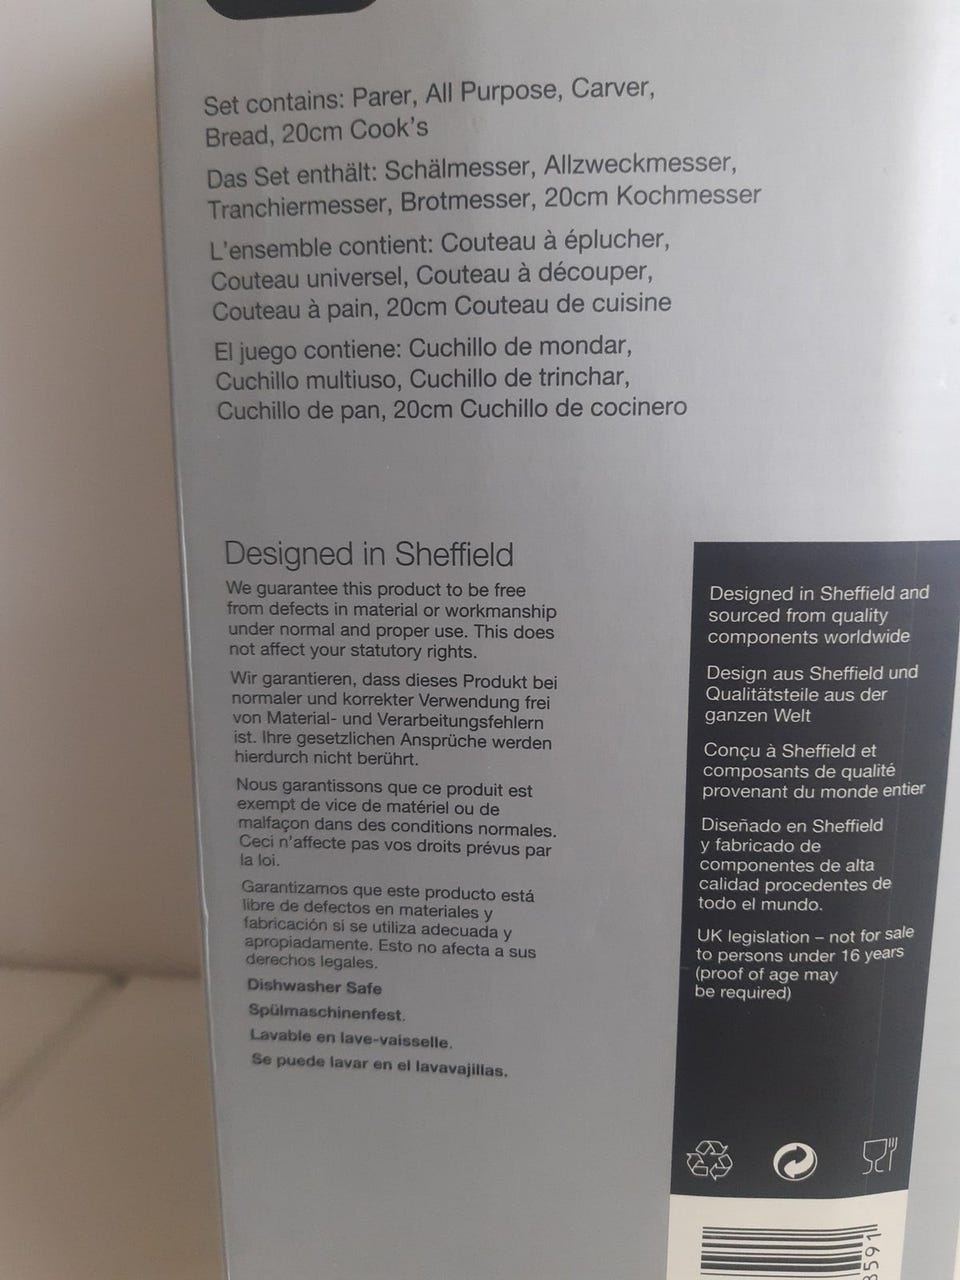 Set contains: Parer, All Purpose, Carver,
Bread, 20cm Cook's
Das Set enthält: Schälmesser, Allzweckmesser,
Tranchiermesser, Brotmesser, 20cm Kochmesser
L'ensemble contient: Couteau à éplucher,
Couteau universel, Couteau à découper,
Couteau à pain, 20cm Couteau de cuisine
El juego contiene: Cuchillo de mondar,
Cuchillo multiuso, Cuchillo de trinchar,
Cuchillo de pan, 20cm Cuchillo de cocinero
Designed in Sheffield
We guarantee this product to be free
from defects in material or workmanship
under normal and proper use. This does
not affect your statutory rights.
Wir garantieren, dass dieses Produkt bei
normaler und korrekter Verwendung frei
von Material- und Verarbeitungsfehlern
ist. Ihre gesetzlichen Ansprüche werden
hierdurch nicht berührt.
Nous garantissons que ce produit est
exempt de vice de matériel ou de
malfaçon dans des conditions normales.
Ceci n'affecte pas vos droits prévus par
la loi.
Garantizamos que este producto está
libre de defectos en materiales y
fabricación si se utiliza adecuada y
apropiadamente. Esto no afecta a sus
derechos legales.
Dishwasher Safe
Spülmaschinenfest.
Lavable en lave-vaisselle.
Se puede lavar en el lavavajillas.
Designed in Sheffield and
sourced from quality
components worldwide
Design aus Sheffield und
Qualitätsteile aus der
ganzen Welt
Conçu à Sheffield et
composants de qualité
provenant du monde entier
Diseñado en Sheffield
y fabricado de
componentes de alta
calidad procedentes de
todo el mundo.
UK legislation – not for sale
to persons under 16 years
(proof of age may
be required)